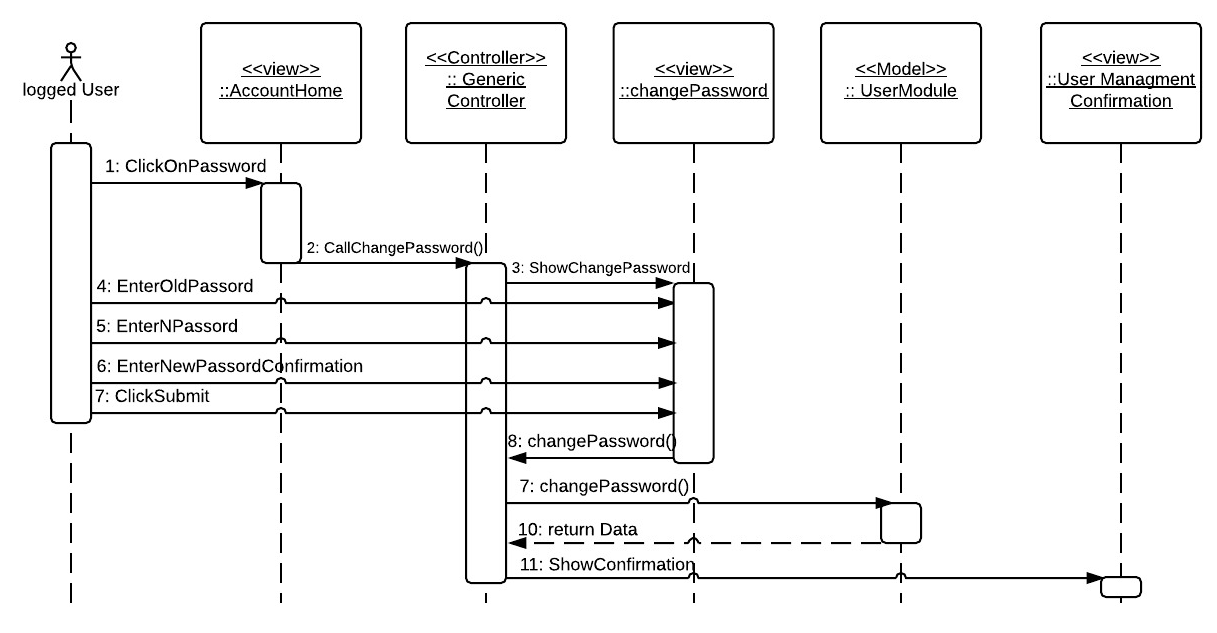 logged User
<<view>>
::AccountHome
<<Controller>>
:: Generic
Controller
<<view>>
::changePassword
<<Model>>
:: UserModule
<<view>>
::User Managment
Confirmation
1: ClickOnPassword
2: CallChangePassword()
3: ShowChangePassword
4: EnterOldPassord
5: EnterNPassord
6: EnterNewPassordConfirmation
7: ClickSubmit
8: changePassword()
7: changePassword()
10: return Data
11: ShowConfirmation